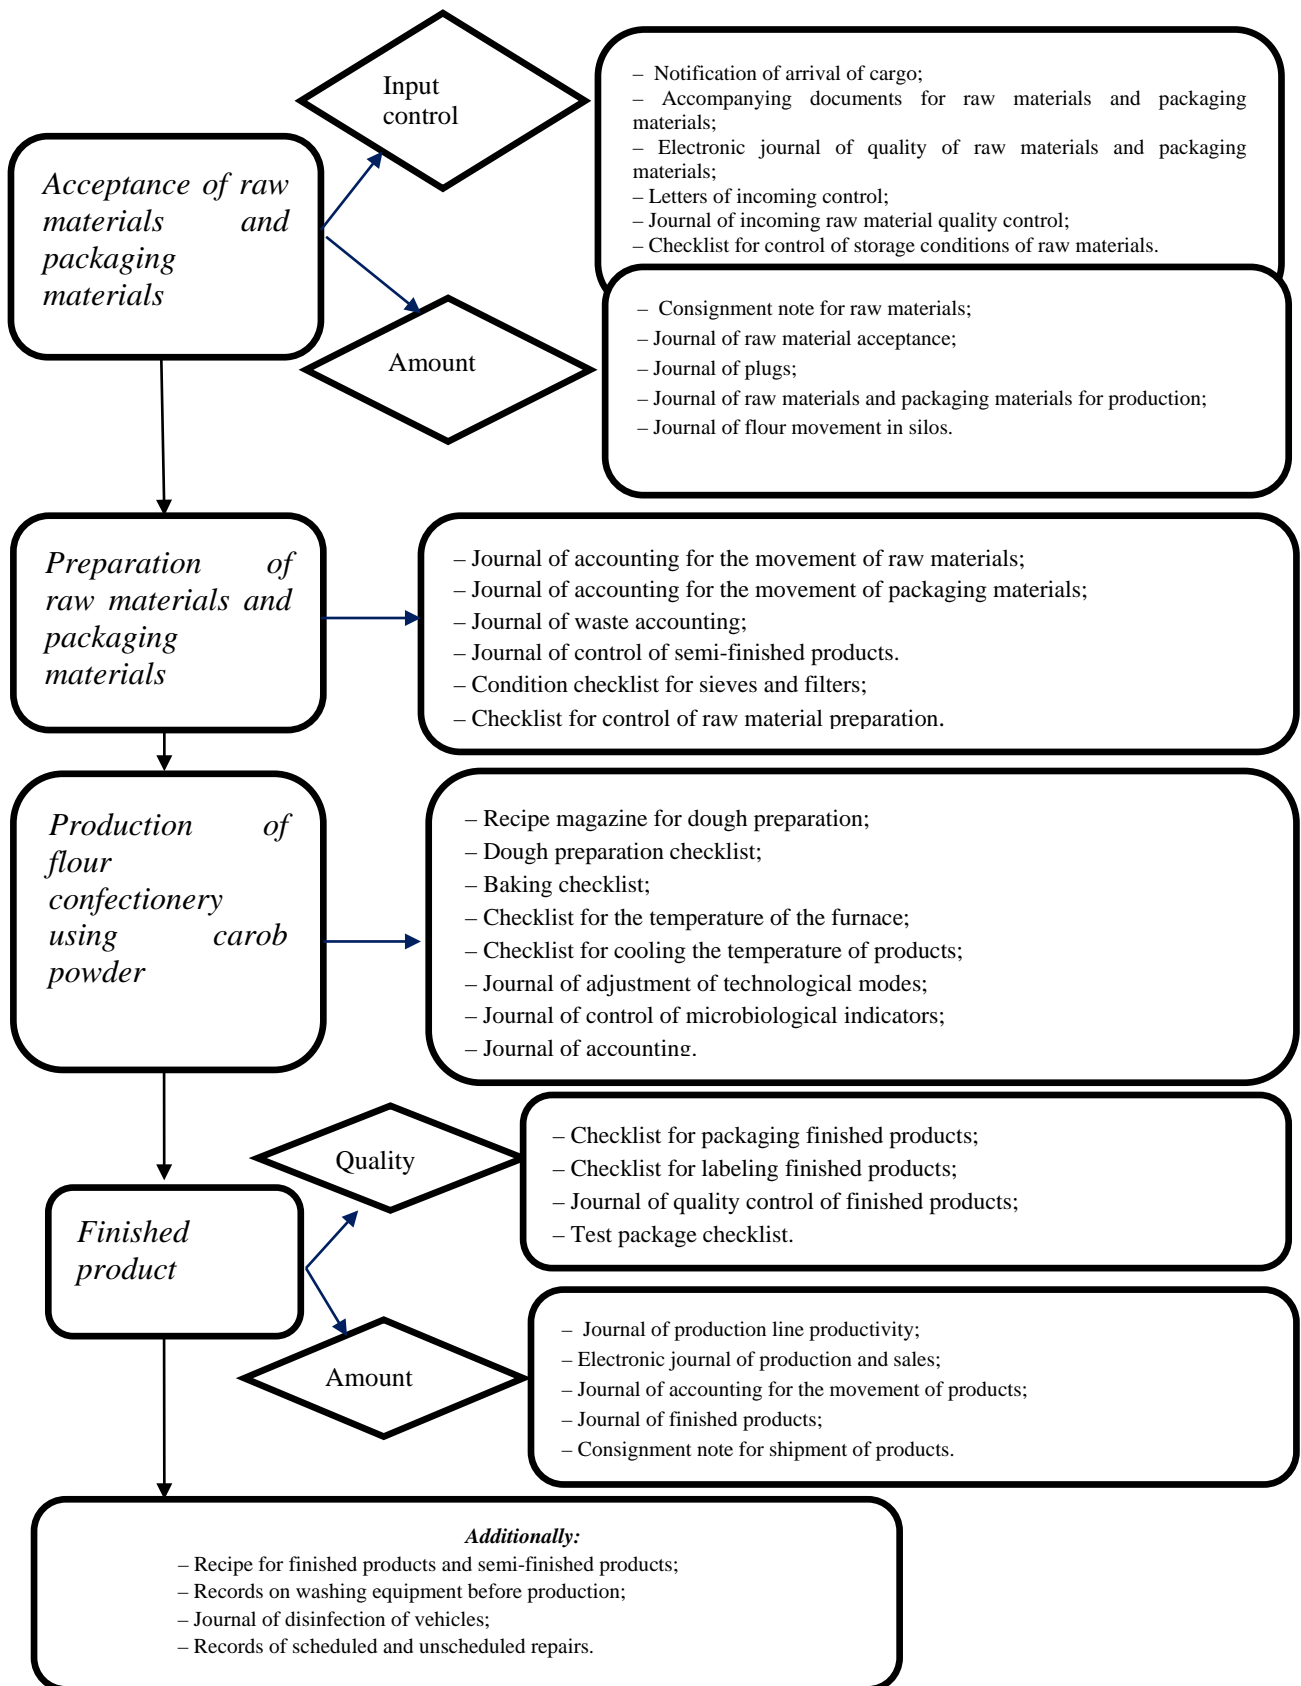 Input
control
– Notification of arrival of cargo;
– Accompanying documents for raw materials and packaging
materials;
– Electronic journal of quality of raw materials and packaging
materials;
– Letters of incoming control;
– Journal of incoming raw material quality control;
– Checklist for control of storage conditions of raw materials.
Acceptance of raw
materials and
packaging
materials
Amount
– Consignment note for raw materials;
– Journal of raw material acceptance;
– Journal of plugs;
– Journal of raw materials and packaging materials for production;
– Journal of flour movement in silos.
Preparation of
raw materials and
packaging
materials
– Journal of accounting for the movement of raw materials;
– Journal of accounting for the movement of packaging materials;
– Journal of waste accounting;
– Journal of control of semi-finished products.
– Condition checklist for sieves and filters;
– Checklist for control of raw material preparation.
Production of
flour
confectionery
using carob
powder
– Recipe magazine for dough preparation;
– Dough preparation checklist;
– Baking checklist;
– Checklist for the temperature of the furnace;
– Checklist for cooling the temperature of products;
– Journal of adjustment of technological modes;
– Journal of control of microbiological indicators;
– Journal of accounting.
Quality
– Checklist for packaging finished products;
– Checklist for labeling finished products;
– Journal of quality control of finished products;
– Test package checklist.
Finished
product
Amount
– Journal of production line productivity;
– Electronic journal of production and sales;
– Journal of accounting for the movement of products;
– Journal of finished products;
– Consignment note for shipment of products.
Additionally:
– Recipe for finished products and semi-finished products;
– Records on washing equipment before production;
– Journal of disinfection of vehicles;
– Records of scheduled and unscheduled repairs.